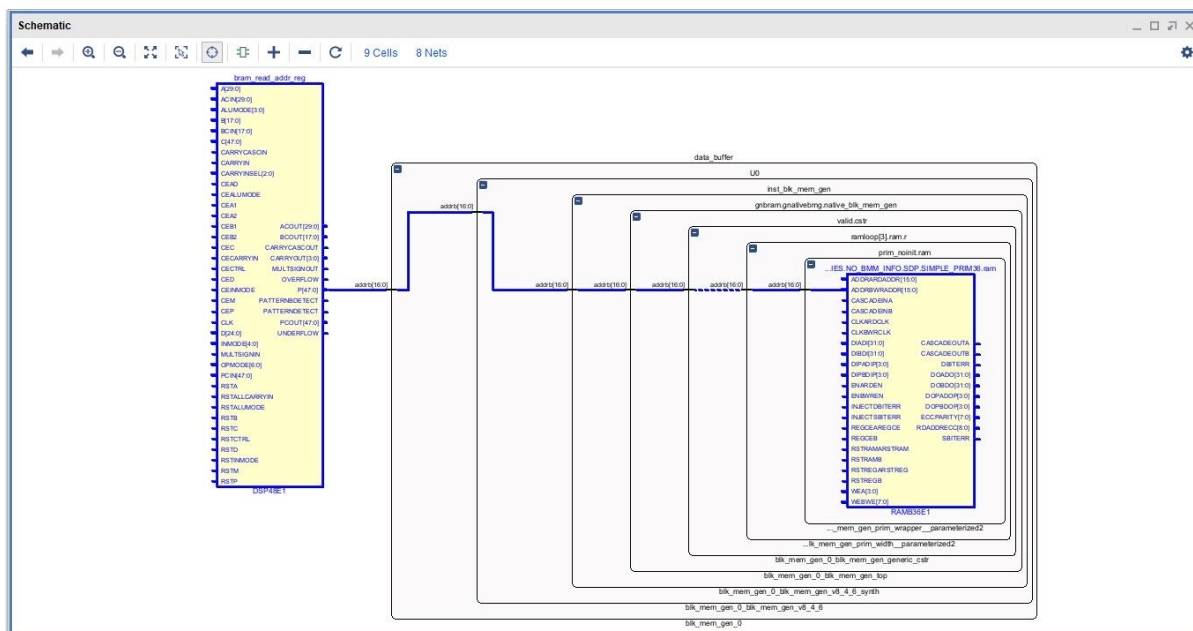 Schematic
9 Cells 8 Nets
bram_read_addr_reg
A[29:0]
ACIN[29:0]
ALUMODE[3:0]
B[17:0]
BCIN[17:0]
C[47:0]
CARRYCASCIN
CARRYIN
CARRYINSEL[2:0]
CEAD
CEALUMODE
CEA1
CEA2
CEB1
CEB2
CEC
CECARRYIN
CECTRL
CED
CEINMODE
CEM
CEP
CLK
D[24:0]
INMODE[4:0]
MULTSIGNIN
OPMODE[6:0]
PCIN[47:0]
RSTA
RSTALLCARRYIN
RSTALUMODE
RSTB
RSTC
RSTCTRL
RSTD
RSTINMODE
RSTM
RSTP
ACOUT[29:0]
BCOUT[17:0]
CARRYCASCOUT
CARRYOUT[3:0]
MULTSIGNOUT
OVERFLOW
P[47:0]
PATTERNBDETECT
PATTERNDETECT
PCOUT[47:0]
UNDERFLOW
DSP48E1
data_buffer
U0
inst_blk_mem_gen
gnbram.gnativebmg.native_blk_mem_gen
valid.cstr
ramloop[3].ram.r
prim_noinit.ram
...IES.NO_BMM_INFO.SDP.SIMPLE_PRIM36.ram
addrb[16:0]
addrb[16:0]
addrb[16:0]
addrb[16:0]
addrb[16:0]
addrb[16:0]
addrb[16:0]
ADDRARDADDR[15:0]
ADDRBWRADDR[15:0]
CASCADEINA
CASCADEINB
CLKARDCLK
CLKBWRCLK
DIADI[31:0]
DIBDI[31:0]
DIPADIP[3:0]
DIPBDIP[3:0]
ENARDEN
ENBWREN
INJECTDBITERR
INJECTSBITERR
REGCEAREGCE
REGCEB
RSTRAMARSTRAM
RSTRAMB
RSTREGARSTREG
RSTREGB
WEA[3:0]
WEBWE[7:0]
CASCADEOUTA
CASCADEOUTB
DBITERR
DOADO[31:0]
DOBDO[31:0]
DOPADOP[3:0]
DOPBDOP[3:0]
ECCPARITY[7:0]
RDADDRECC[8:0]
SBITERR
RAMB36E1
..._mem_gen_prim_wrapper__parameterized2
...lk_mem_gen_prim_width__parameterized2
blk_mem_gen_0_blk_mem_gen_generic_cstr
blk_mem_gen_0_blk_mem_gen_top
blk_mem_gen_0_blk_mem_gen_v8_4_6_synth
blk_mem_gen_0_blk_mem_gen_v8_4_6
blk_mem_gen_0